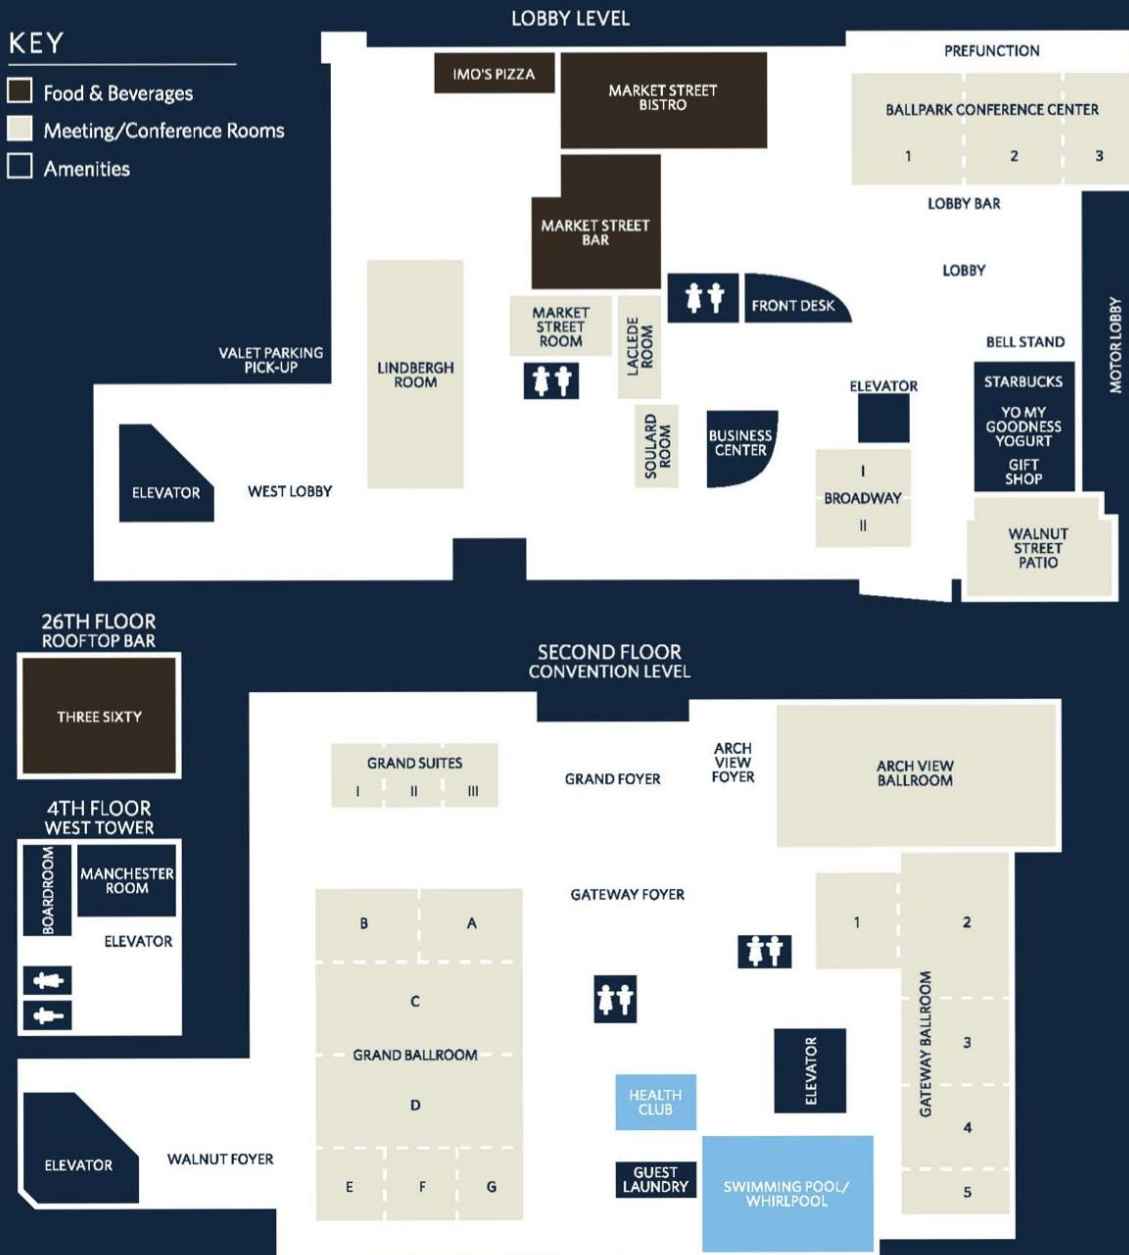 LOBBY LEVEL
KEY
Food & Beverages
Meeting/Conference Rooms
Amenities
IMO'S PIZZA
MARKET STREET
BISTRO
PREFUNCTION
BALLPARK CONFERENCE CENTER
1
2
3
LOBBY BAR
MARKET STREET
BAR
LOBBY
FRONT DESK
MARKET
STREET
ROOM
LACLEDE
ROOM
MOTOR LOBBY
BELL STAND
VALET PARKING
PICK-UP
LINDBERGH
ROOM
ELEVATOR
STARBUCKS
YO MY
GOODNESS
YOGURT
GIFT
SHOP
SOULARD
ROOM
BUSINESS
CENTER
I
BROADWAY
II
ELEVATOR
WEST LOBBY
WALNUT
STREET
PATIO
26TH FLOOR
ROOFTOP BAR
THREE SIXTY
SECOND FLOOR
CONVENTION LEVEL
GRAND SUITES
I
II
III
GRAND FOYER
ARCH
VIEW
FOYER
ARCH VIEW
BALLROOM
4TH FLOOR
WEST TOWER
BOARDROOM
MANCHESTER
ROOM
ELEVATOR
B
A
C
GRAND BALLROOM
D
E
F
G
GATEWAY FOYER
1
2
GATEWAY BALLROOM
3
4
5
ELEVATOR
HEALTH
CLUB
GUEST
LAUNDRY
SWIMMING POOL/
WHIRLPOOL
ELEVATOR
WALNUT FOYER